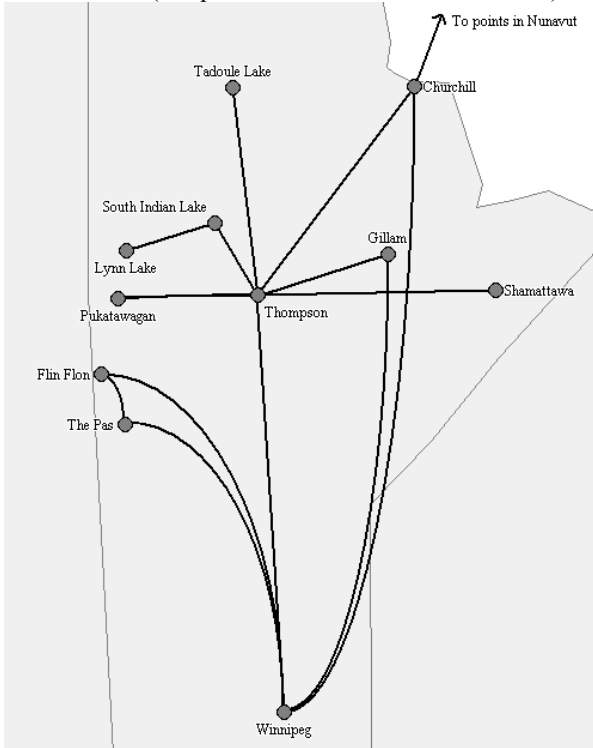 To points in Nunavut
Tadoule Lake
Churchill
South Indian Lake
Gillam
Lynn Lake
Shamattawa
Pukatawagan
Thompson
Flin Flon
The Pas
Winnipeg